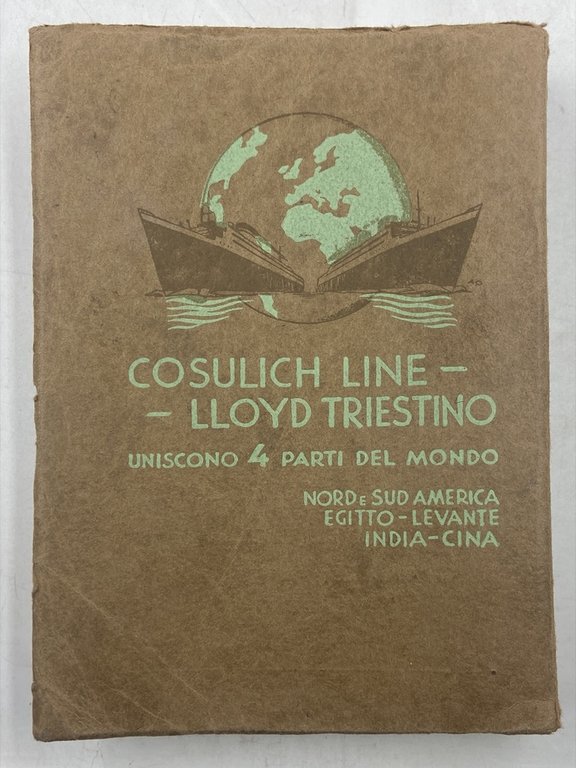 COSULICH LINE –
– LLOYD TRIESTINO
UNISCONO 4 PARTI DEL MONDO
NORD E SUD AMERICA
EGITTO – LEVANTE
INDIA – CINA